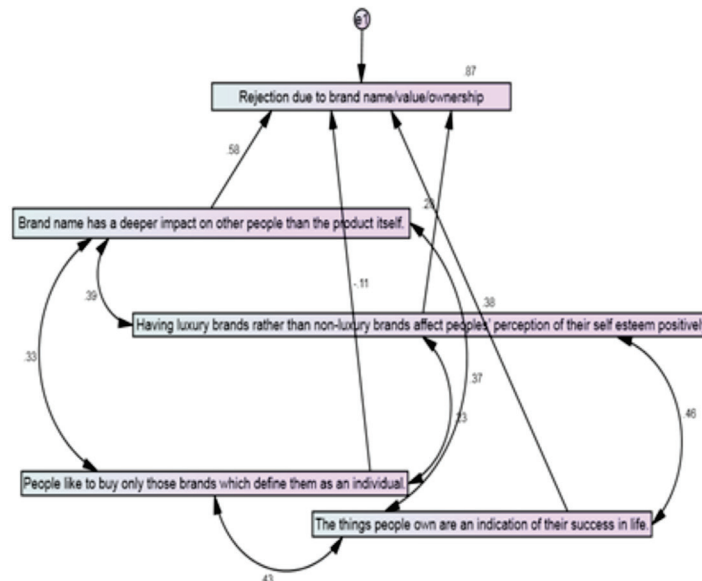 e1
.87
Rejection due to brand name/value/ownership
.58
Brand name has a deeper impact on other people than the product itself.
-.11
.39
.38
Having luxury brands rather than non-luxury brands affect peoples' perception of their self esteem positively
.33
.37
.23
.46
People like to buy only those brands which define them as an individual.
The things people own are an indication of their success in life.
.43